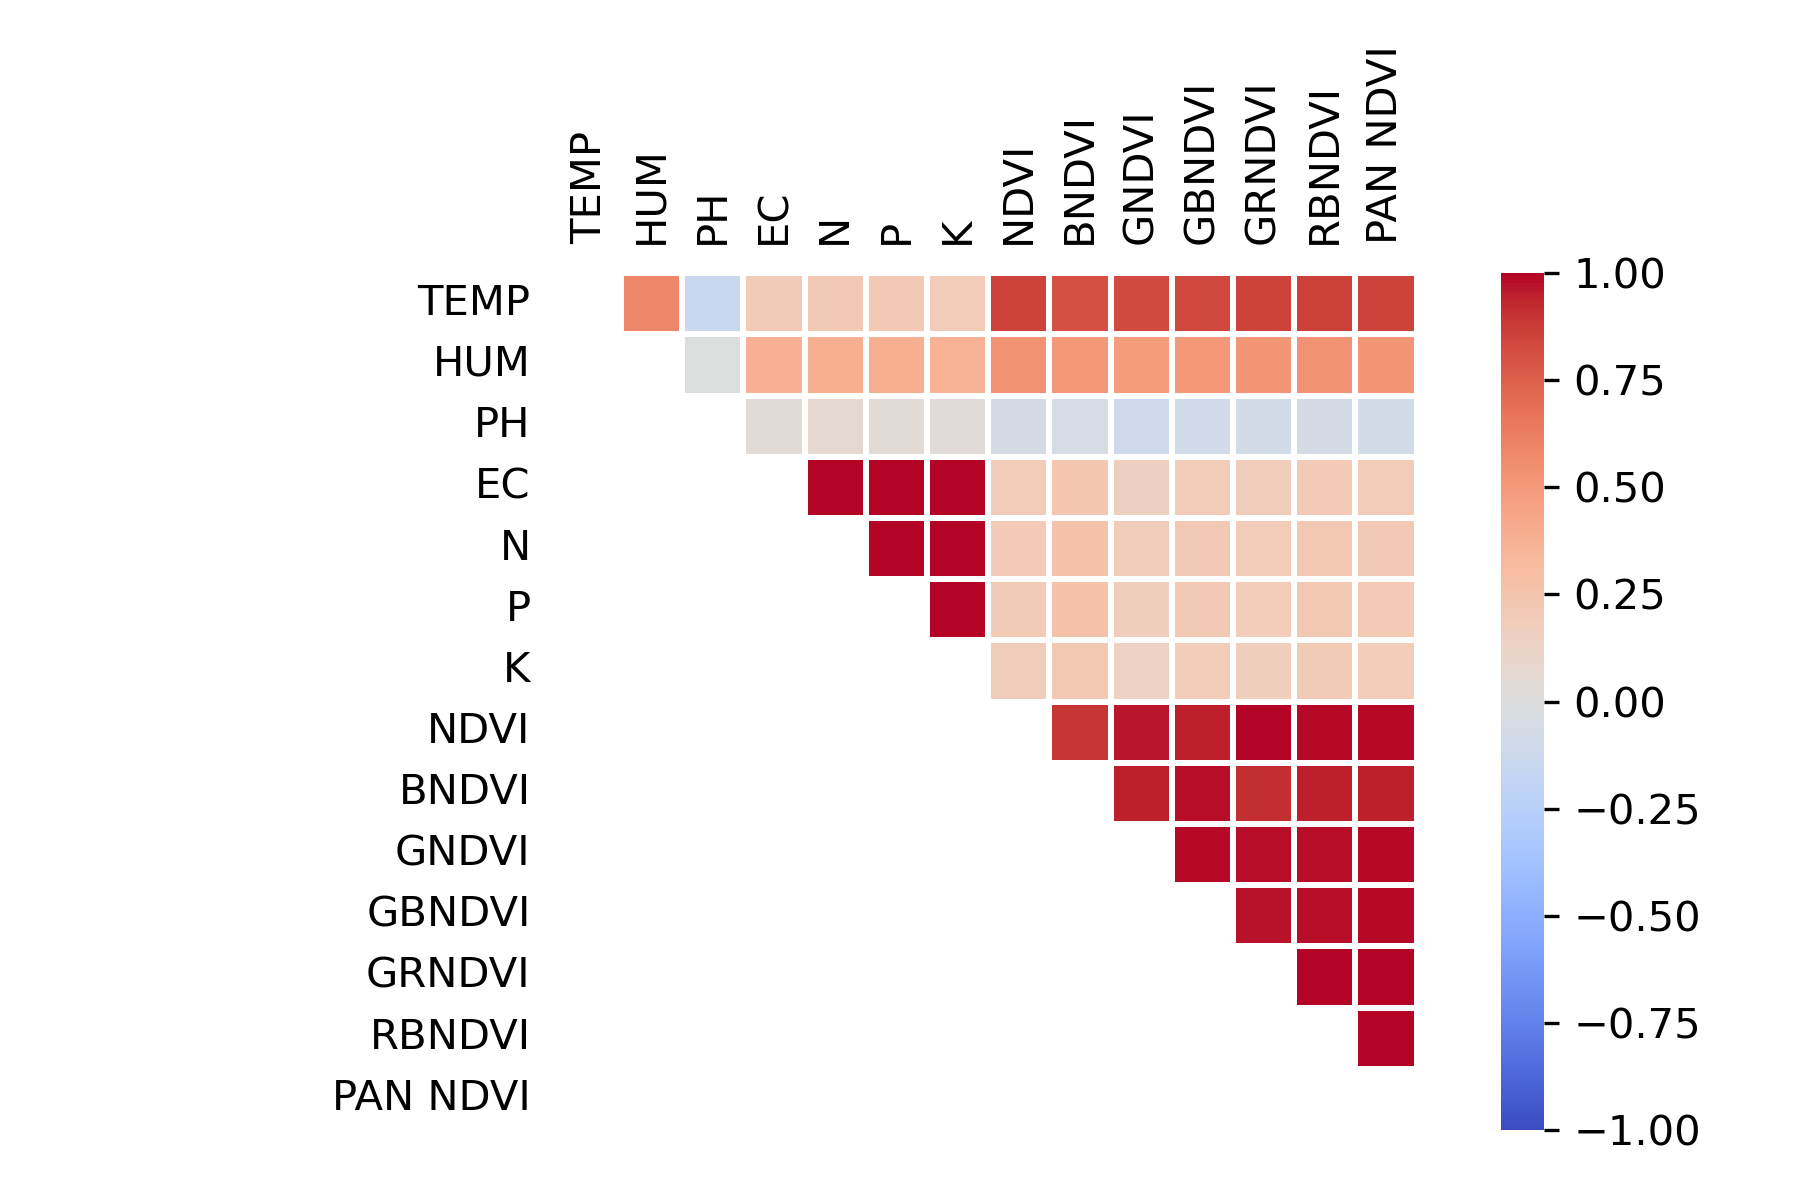 TEMP
HUM
PH
EC
N
P
K
NDVI
BNDVI
GNDVI
GBNDVI
GRNDVI
RBNDVI
PAN NDVI
TEMP
HUM
PH
EC
N
P
K
NDVI
BNDVI
GNDVI
GBNDVI
GRNDVI
RBNDVI
PAN NDVI
1.00
0.75
0.50
0.25
0.00
−0.25
−0.50
−0.75
−1.00